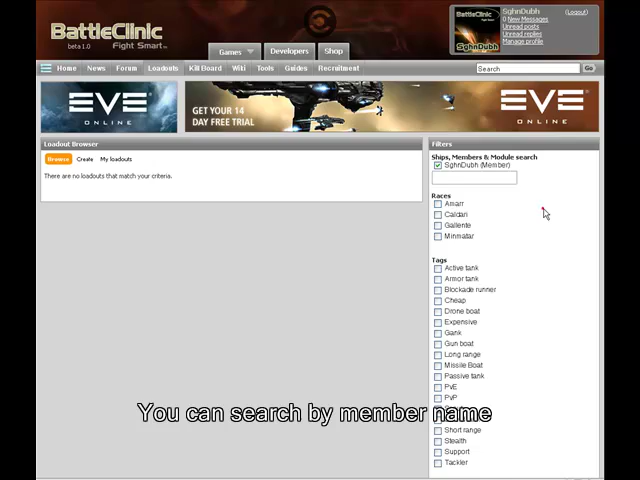 BattleClinic
beta 1.0 Fight Smart™
Games Developers Shop
SghnDubh (Logout)
0 New Messages
Unread posts
Unread replies
Manage profile
SghnDubh
Home News Forum Loadouts Kill Board Wiki Tools Guides Recruitment
Search Go
EVE
ONLINE
GET YOUR 14
DAY FREE TRIAL
EVE
ONLINE
Loadout Browser
Browse Create My loadouts
There are no loadouts that match your criteria.
Filters
Ships, Members & Module search
SghnDubh (Member)
Races
Amarr
Caldari
Gallente
Minmatar
Tags
Active tank
Armor tank
Blockade runner
Cheap
Drone boat
Expensive
Gank
Gun boat
Long range
Missile Boat
Passive tank
PvE
PvP
You can search by member name
Short range
Stealth
Support
Tackler